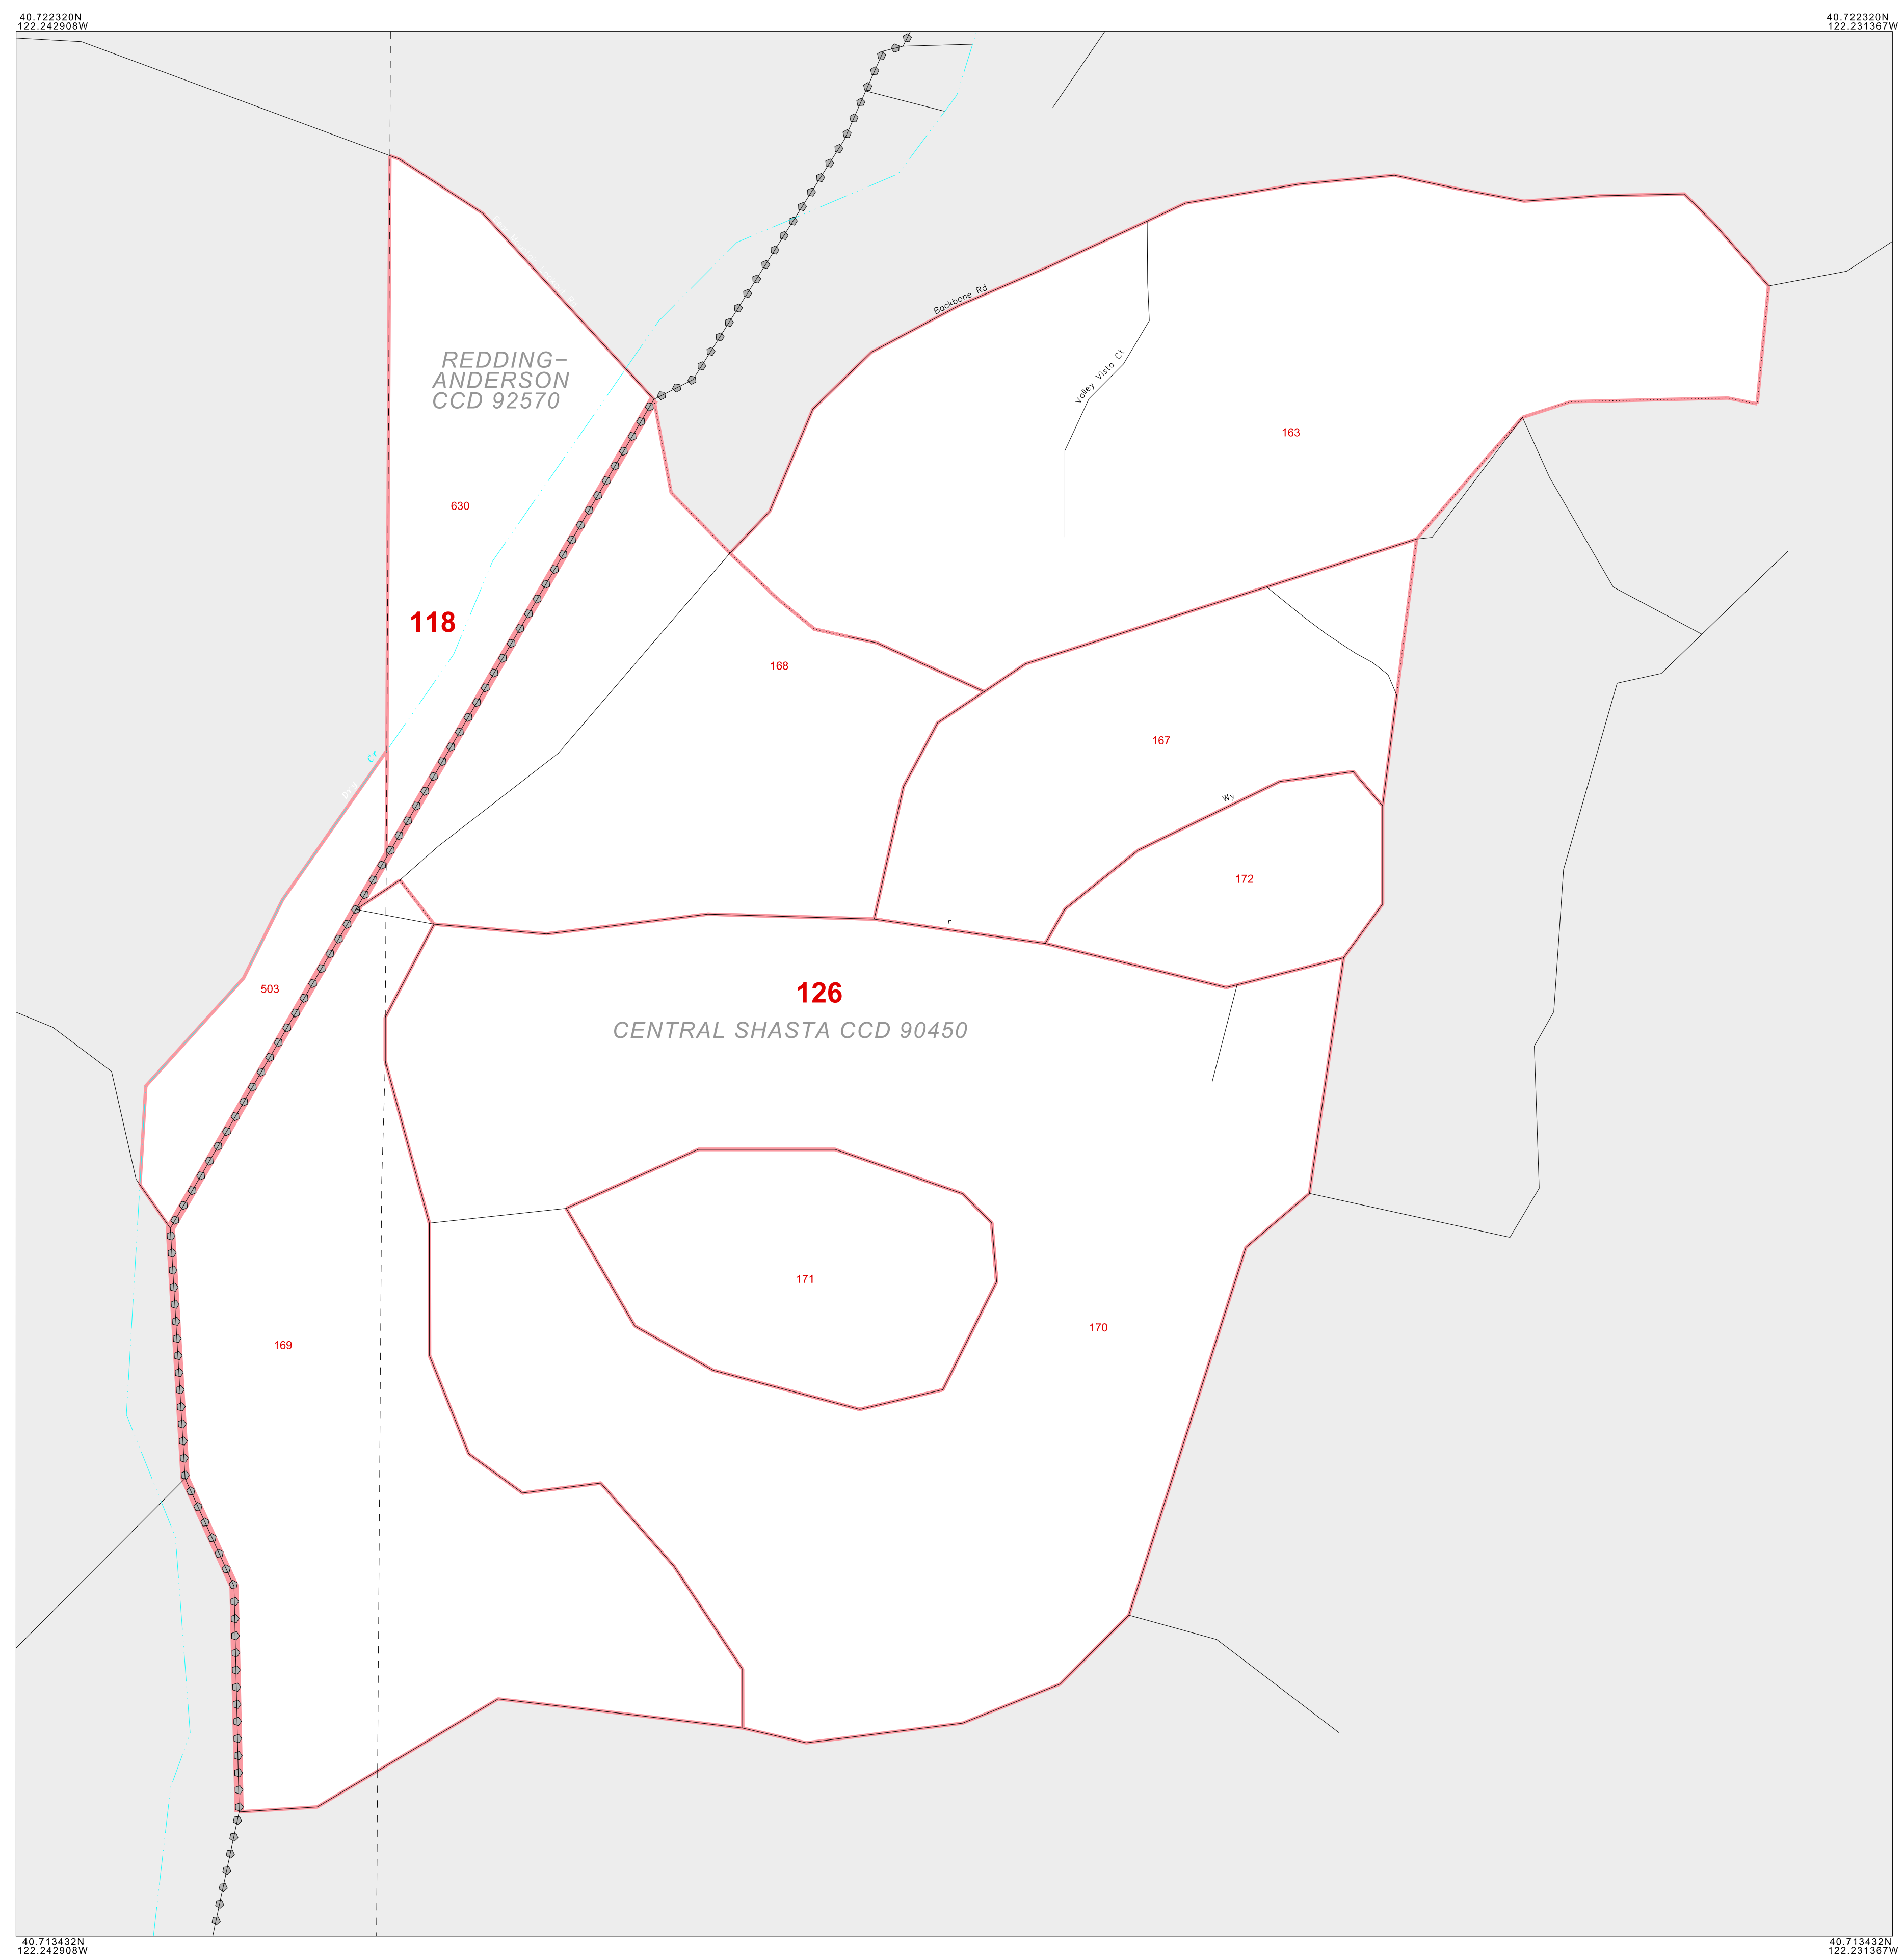 40.722320N
122.242908W
40.722320N
122.231367W
Backbone Rd
REDDING-
ANDERSON
CCD 92570
Valley Vista Ct
163
630
118
168
167
Cr
Wy
172
r
503
126
CENTRAL SHASTA CCD 90450
171
170
169
40.713432N
122.242908W
40.713432N
122.231367W